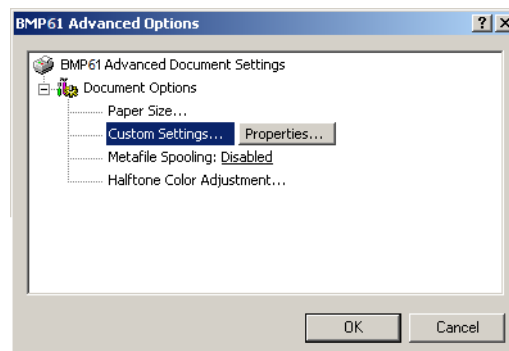 BMP61 Advanced Options
BMP61 Advanced Document Settings
Document Options
Paper Size...
Custom Settings... Properties...
Metafile Spooling: Disabled
Halftone Color Adjustment...
OK Cancel